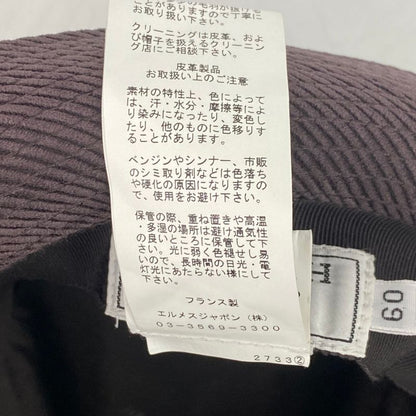 ことがありますので丁寧に
お取り扱い下さい。
クリーニングは皮革、およ
び帽子を扱えるクリーニン
グ店にご相談下さい。
皮革製品
お取扱い上のご注意
素材の特性上、色によって
は、汗・水分・摩擦等によ
り染みになったり、変色し
たり、他のものに色移りす
ることがあります。
ベンジンやシンナー、市販
のシミ取り剤などは色落ち
や硬化の原因になりますの
で、使用をお避け下さい。
保管の際、重ね置きや高温
・多湿の場所は避け通気性
の良いところに保管して下
さい。光に弱く色褪せし易
いので、長時間の日光・電
灯光にあたらない様にして
下さい。
フランス製
エルメスジャポン（株）
03-3569-3300
2733②
60